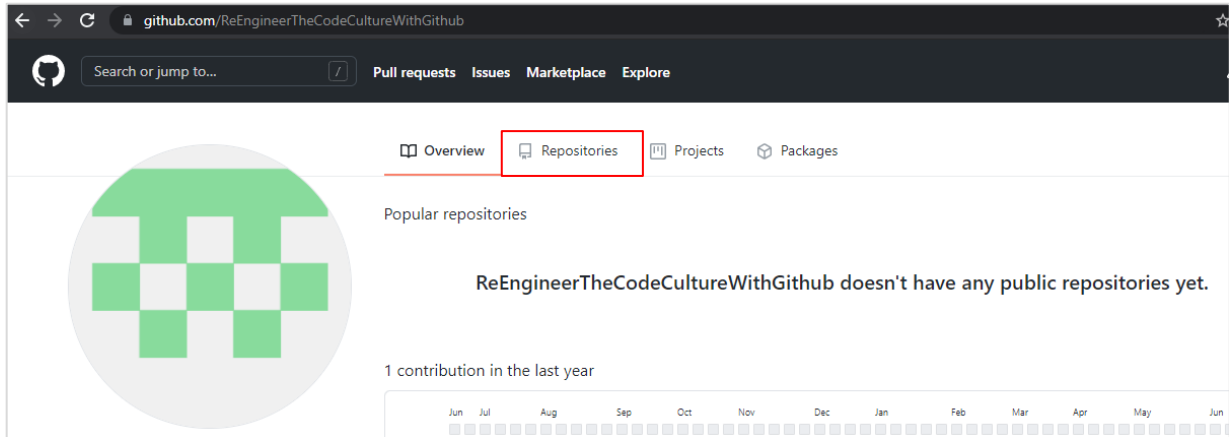 github.com/ReEngineerTheCodeCultureWithGithub
Search or jump to... / Pull requests Issues Marketplace Explore
Overview Repositories Projects Packages
Popular repositories
ReEngineerTheCodeCultureWithGithub doesn't have any public repositories yet.
1 contribution in the last year
Jun Jul Aug Sep Oct Nov Dec Jan Feb Mar Apr May Jun